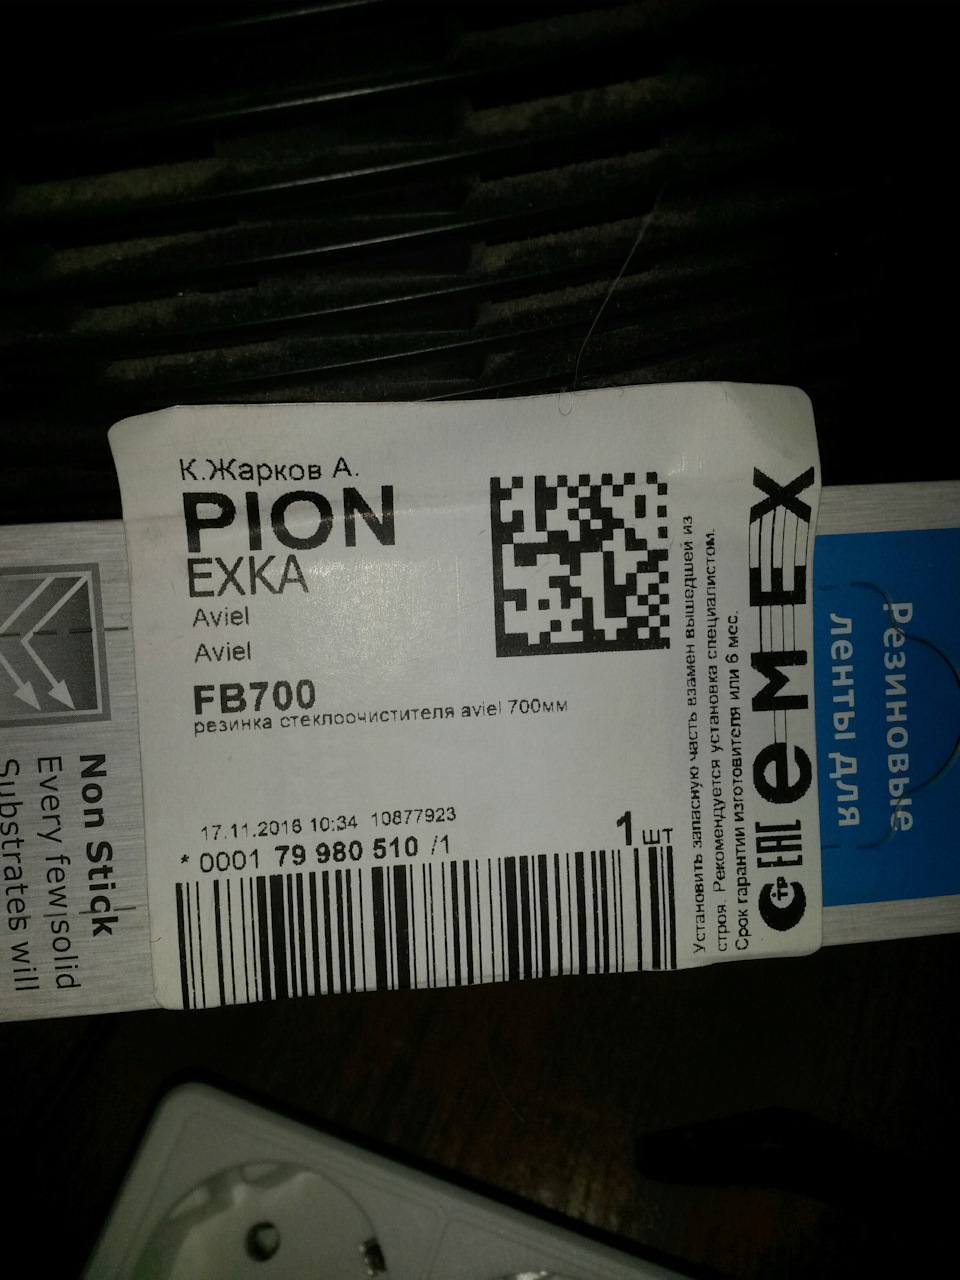 К.Жарков А.
PION
EXKA
Aviel
Aviel
FB700
резинка стеклоочистителя aviel 700мм
17.11.2016 10:34 10877923
* 0001 79 980 510 /1
1 ШТ
Установить запасную часть взамен вышедшей из
строя. Рекомендуется установка специалистом.
Срок гарантии изготовителя или 6 мес.
EMEX
EAC
Резиновые
ленты для
Non Stick
Every few solid
Substrates will